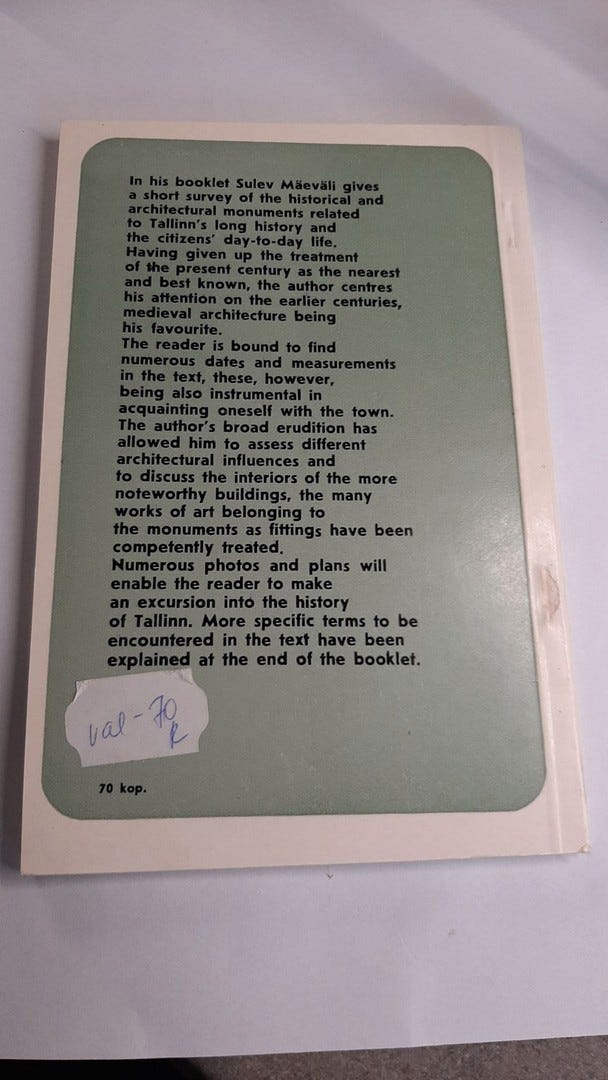 In his booklet Sulev Mäeväli gives
a short survey of the historical and
architectural monuments related
to Tallinn's long history and
the citizens' day-to-day life.
Having given up the treatment
of the present century as the nearest
and best known, the author centres
his attention on the earlier centuries,
medieval architecture being
his favourite.
The reader is bound to find
numerous dates and measurements
in the text, these, however,
being also instrumental in
acquainting oneself with the town.
The author's broad erudition has
allowed him to assess different
architectural influences and
to discuss the interiors of the more
noteworthy buildings, the many
works of art belonging to
the monuments as fittings have been
competently treated.
Numerous photos and plans will
enable the reader to make
an excursion into the history
of Tallinn. More specific terms to be
encountered in the text have been
explained at the end of the booklet.
val-70
70 kop.